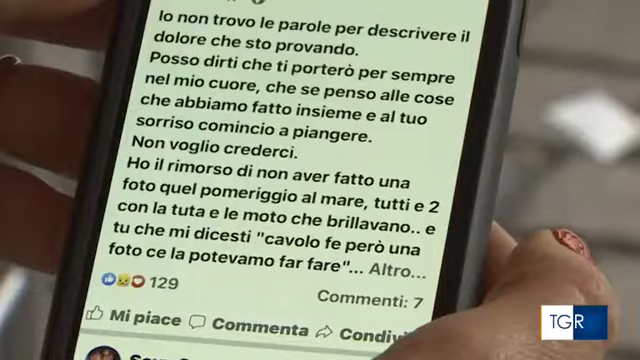 Io non trovo le parole per descrivere il
dolore che sto provando.
Posso dirti che ti porterò per sempre
nel mio cuore, che se penso alle cose
che abbiamo fatto insieme e al tuo
sorriso comincio a piangere.
Non voglio crederci.
Ho il rimorso di non aver fatto una
foto quel pomeriggio al mare, tutti e 2
con la tuta e le moto che brillavano.. e
tu che mi dicesti "cavolo fe però una
foto ce la potevamo far fare"... Altro...
129
Commenti: 7
Mi piace
Commenta
TGR